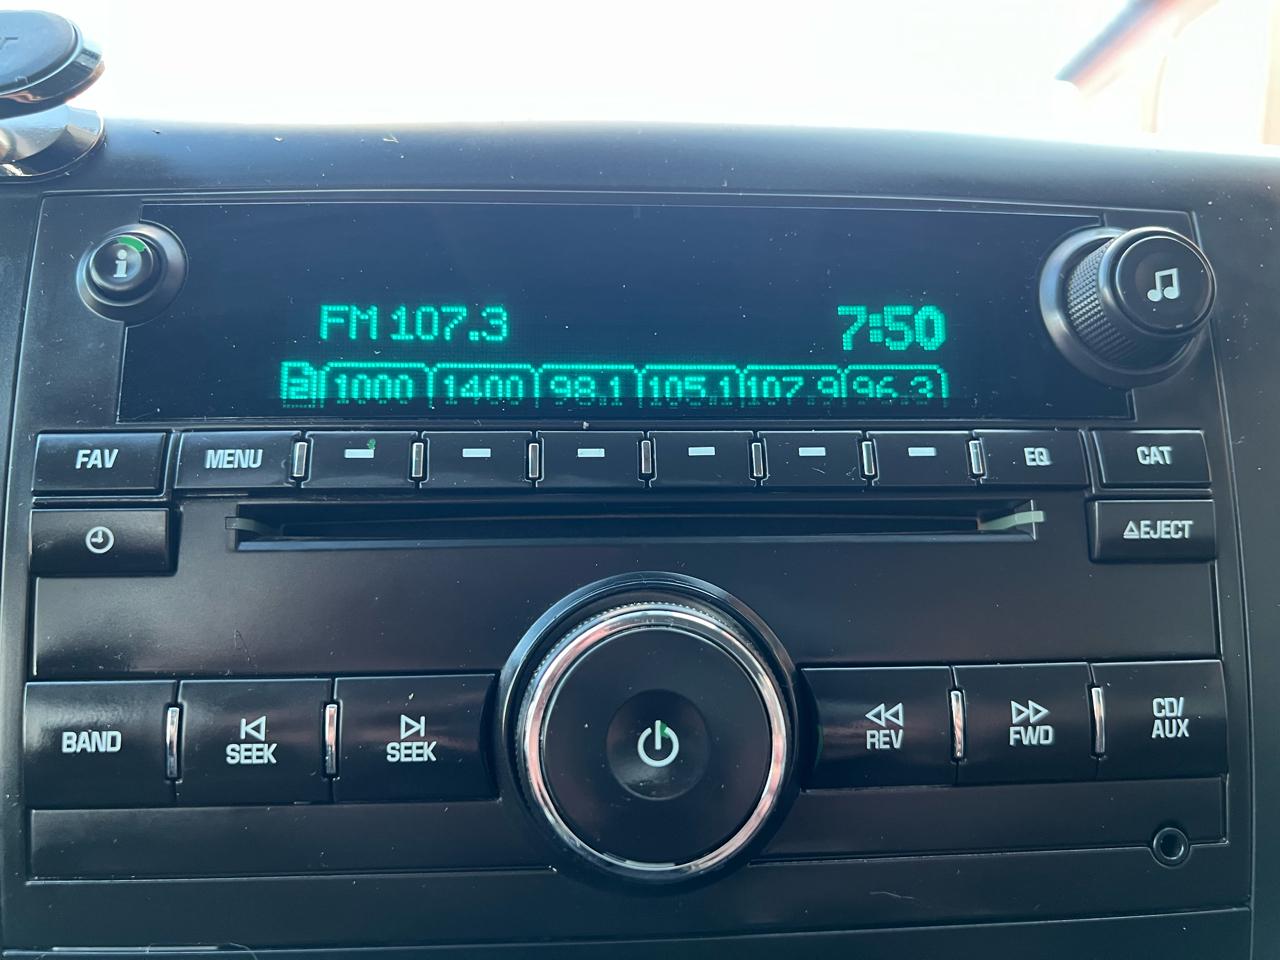 i
FM 107.3 7:50
1000 1400 98.1 105.1 107.9 96.3
FAV MENU EQ CAT
EJECT
BAND SEEK SEEK REV FWD CD/
AUX